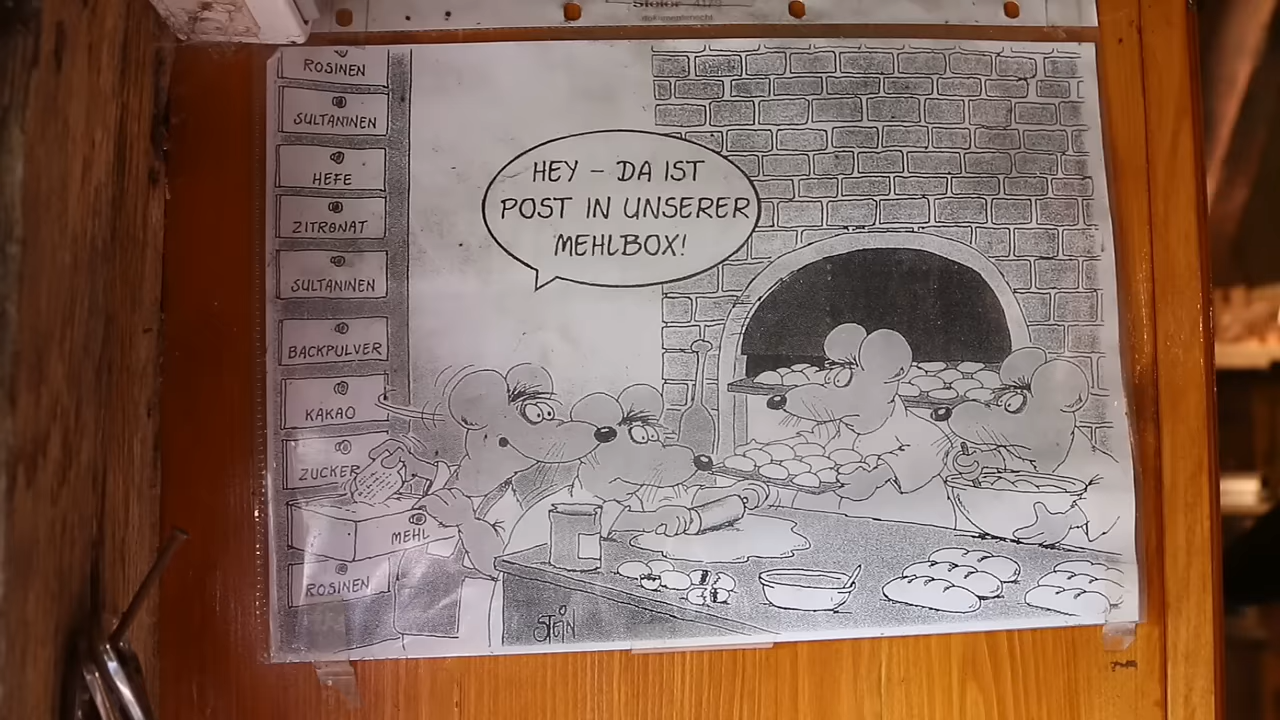 ROSINEN
SULTANINEN
HEFE
ZITRONAT
SULTANINEN
BACKPULVER
KAKAO
ZUCKER
MEHL
ROSINEN
HEY – DA IST
POST IN UNSERER
MEHLBOX!
STEIN